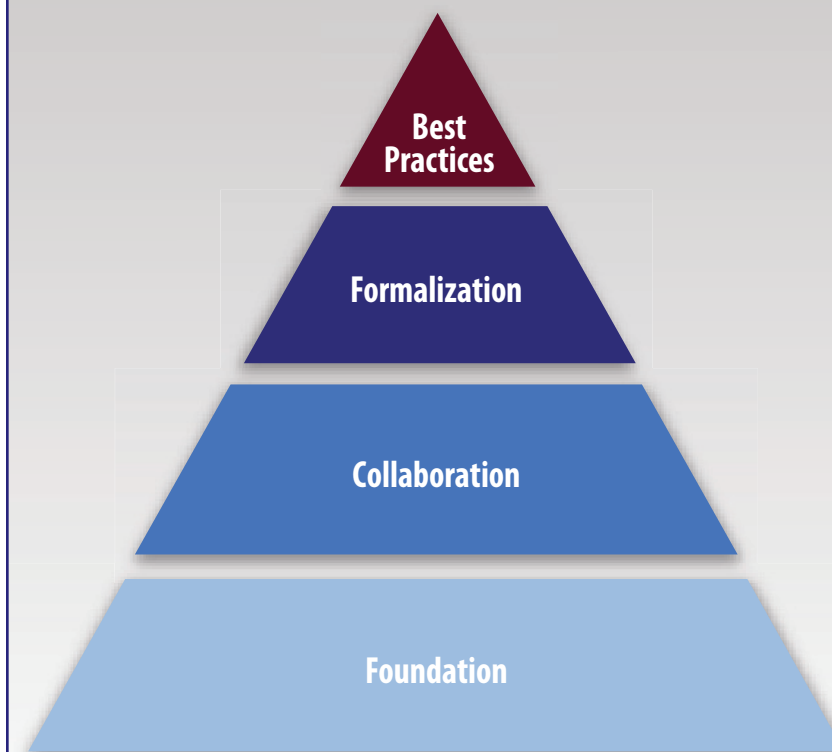 Best
Practices
Formalization
Collaboration
Foundation